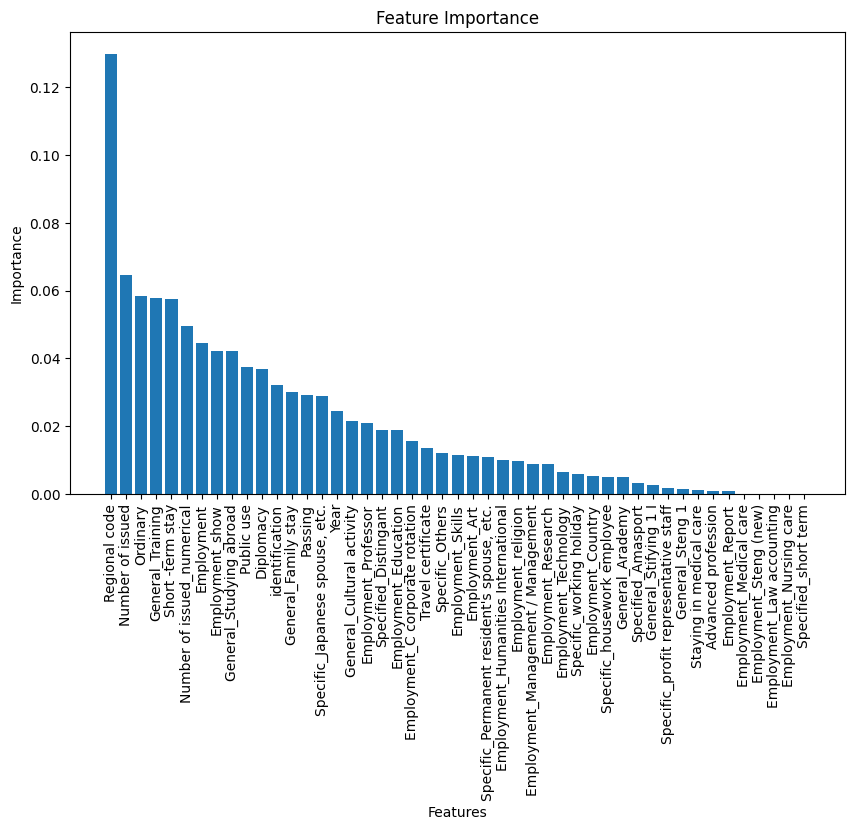 Feature Importance
Importance
0.12
0.10
0.08
0.06
0.04
0.02
0.00
Regional code
Number of issued
Ordinary
General_Training
Short -term stay
Number of issued_numerical
Employment
Employment_show
General_Studying abroad
Public use
Diplomacy
identification
General_Family stay
Passing
Specific_Japanese spouse, etc.
Year
General_Cultural activity
Employment_Professor
Specified_Distingant
Employment_Education
Employment_C corporate rotation
Travel certificate
Specific_Others
Employment_Skills
Employment_Art
Specific_Permanent resident's spouse, etc.
Employment_Humanities International
Employment_religion
Employment_Management / Management
Employment_Research
Employment_Technology
Specific_working holiday
Employment_Country
Specific_housework employee
General_Arademy
Specified_Amasport
General_Stifying 1 l
Specific_profit representative staff
General_Steng 1
Staying in medical care
Advanced profession
Employment_Report
Employment_Medical care
Employment_Steng (new)
Employment_Law accounting
Employment_Nursing care
Specified_short term
Features